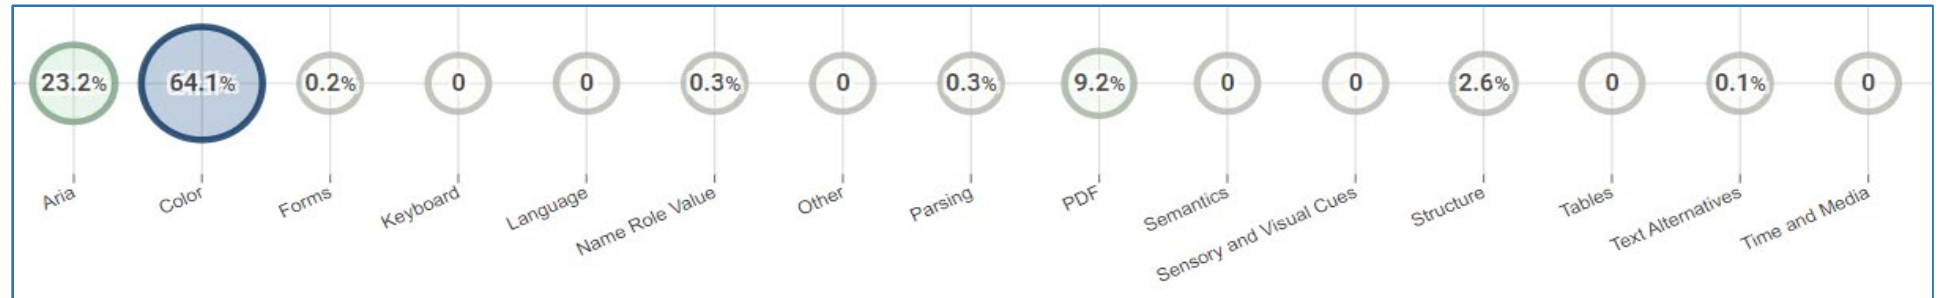 23.2% 64.1% 0.2% 0 0 0.3% 0 0.3% 9.2% 0 0 2.6% 0 0.1% 0
Aria Color Forms Keyboard Language Name Role Value Other Parsing PDF Semantics Sensory and Visual Cues Structure Tables Text Alternatives Time and Media